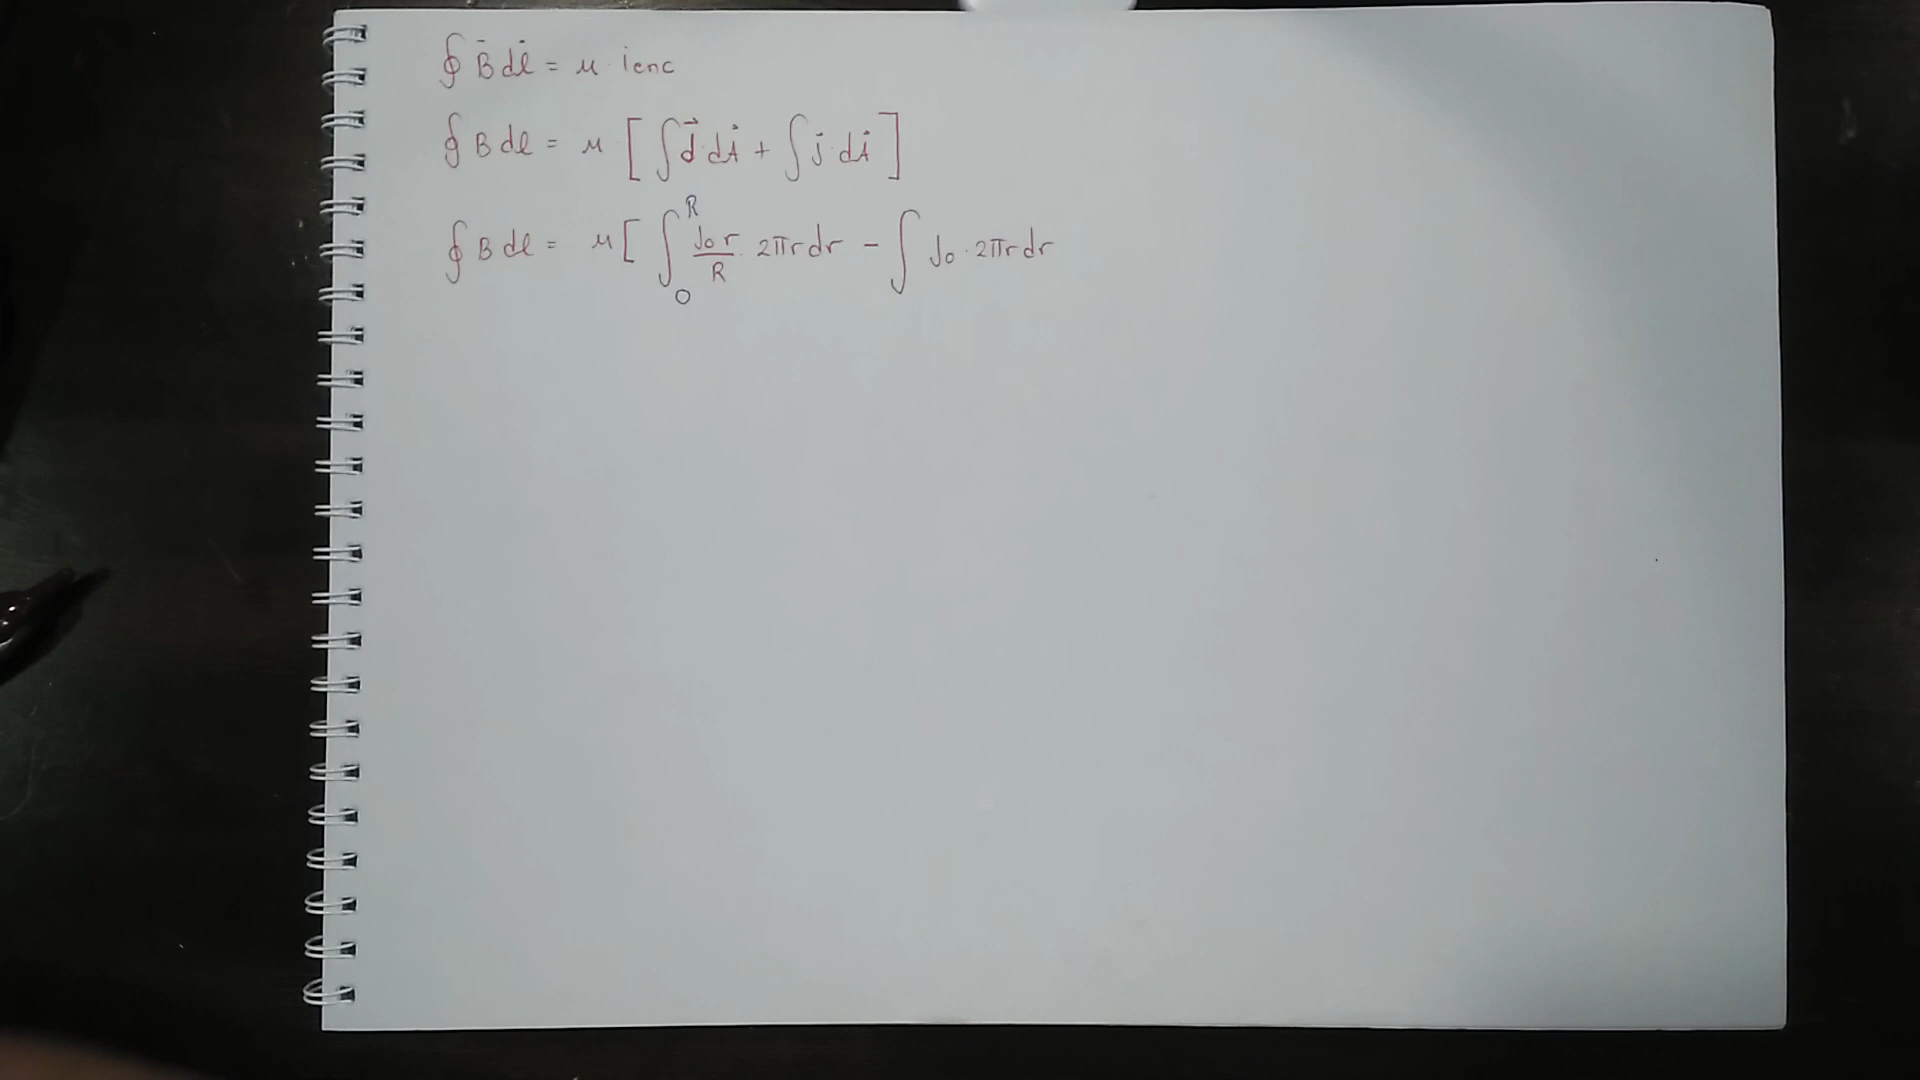 ∮ B⃗ dl⃗ = μ · ienc
∮ B dl = μ [ ∫ J⃗ · dA⃗ + ∫ J⃗ · dA⃗ ]
∮ B dl = μ [ ∫₀ᴿ J₀ r / R · 2πr dr − ∫ J₀ · 2πr dr